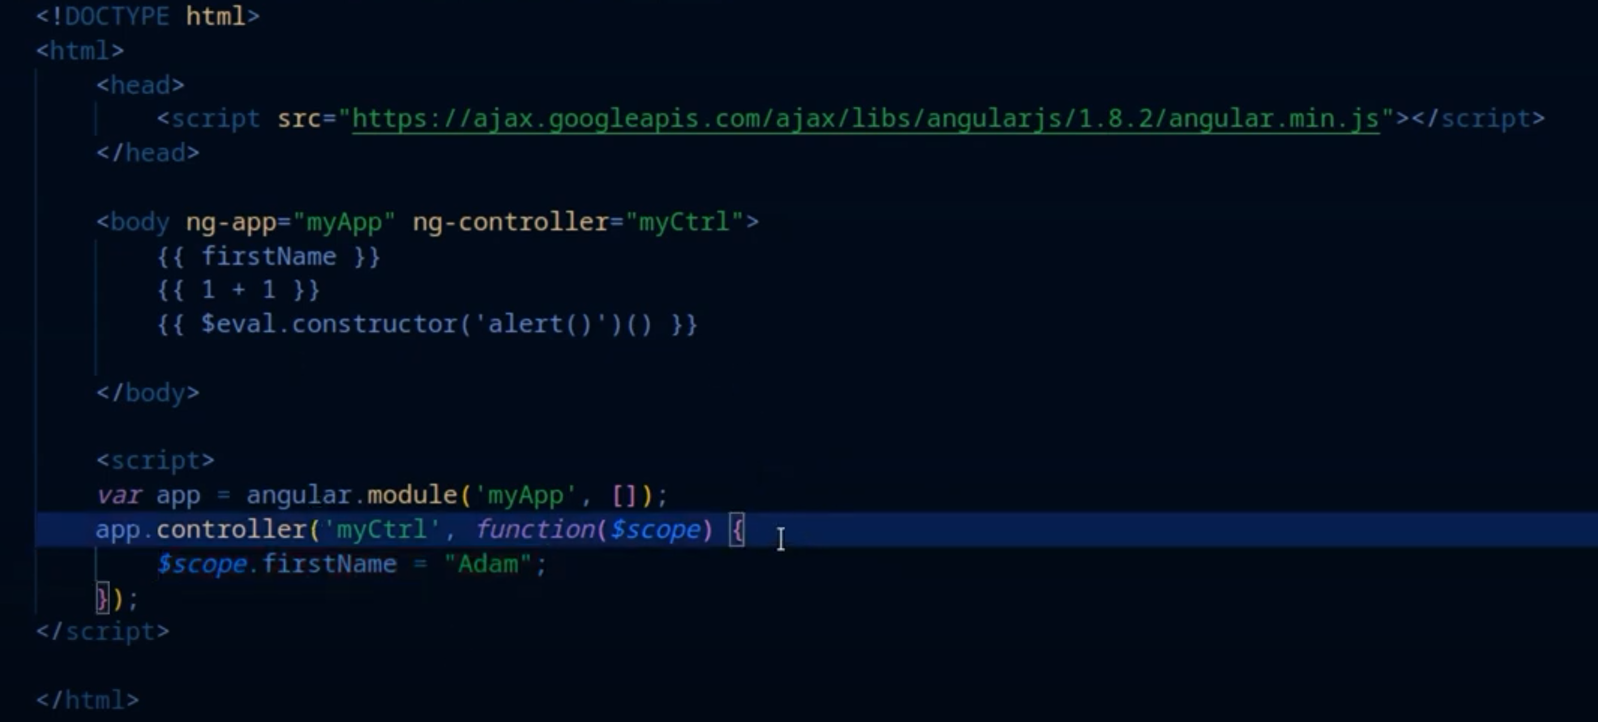 <!DOCTYPE html>
<html>
<head>
<script src="https://ajax.googleapis.com/ajax/libs/angularjs/1.8.2/angular.min.js"></script>
</head>
<body ng-app="myApp" ng-controller="myCtrl">
{{ firstName }}
{{ 1 + 1 }}
{{ $eval.constructor('alert()')() }}
</body>
<script>
var app = angular.module('myApp', []);
app.controller('myCtrl', function($scope) {
$scope.firstName = "Adam";
});
</script>
</html>